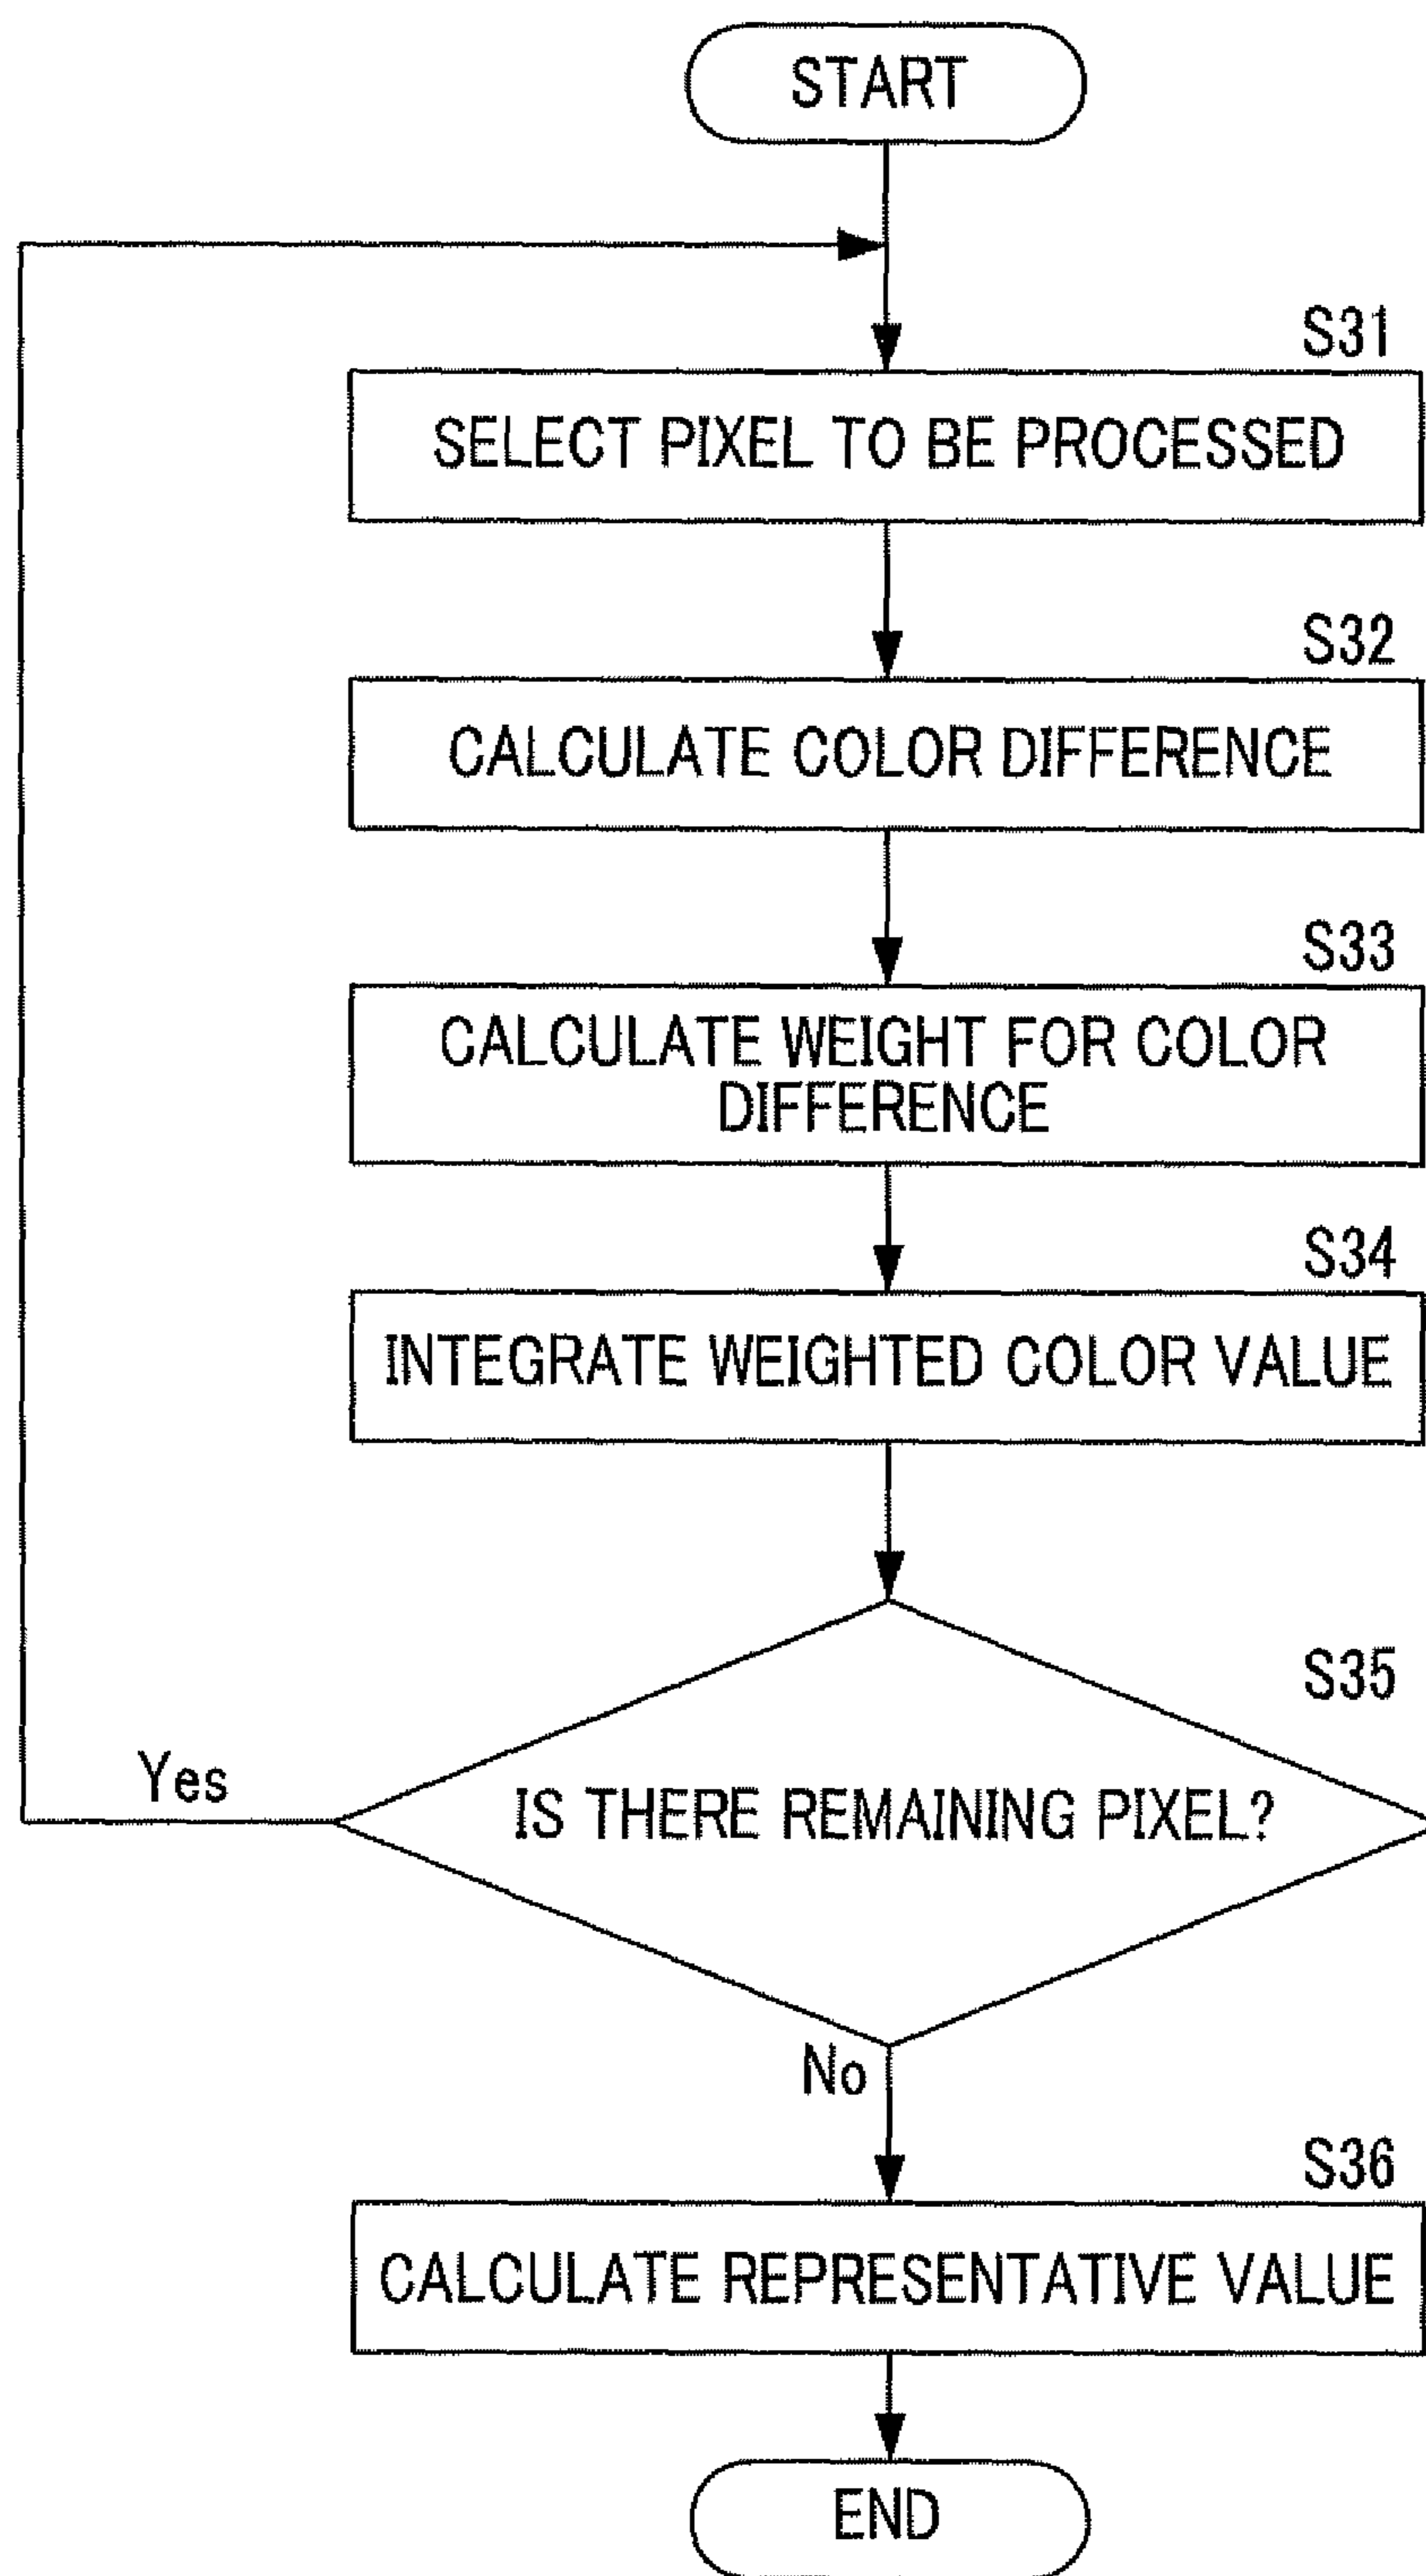 START
S31
SELECT PIXEL TO BE PROCESSED
S32
CALCULATE COLOR DIFFERENCE
S33
CALCULATE WEIGHT FOR COLOR
DIFFERENCE
S34
INTEGRATE WEIGHTED COLOR VALUE
S35
IS THERE REMAINING PIXEL?
Yes
No
S36
CALCULATE REPRESENTATIVE VALUE
END